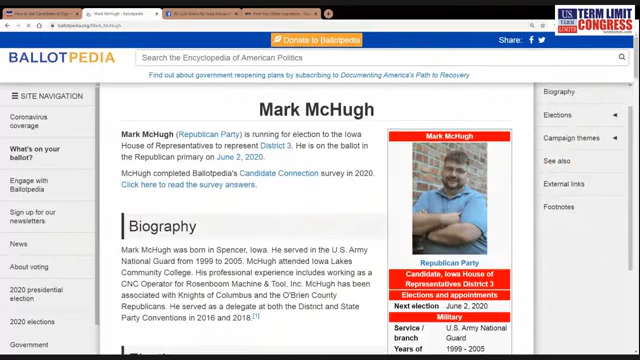 How to Ask Candidates to Sign
Mark McHugh - Ballotpedia
ballotpedia.org/Mark_McHugh
US TERM LIMITS
TERM LIMIT
CONGRESS
Donate to Ballotpedia
Share:
BALLOTPEDIA
Search the Encyclopedia of American Politics
Find out about government reopening plans by subscribing to Documenting America's Path to Recovery
SITE NAVIGATION
Coronavirus
coverage
What's on your
ballot?
Engage with
Ballotpedia
Sign up for our
newsletters
News
About voting
2020 presidential
election
2020 elections
Government
Mark McHugh
Mark McHugh (Republican Party) is running for election to the Iowa
House of Representatives to represent District 3. He is on the ballot in
the Republican primary on June 2, 2020.
McHugh completed Ballotpedia's Candidate Connection survey in 2020.
Click here to read the survey answers.
Biography
Mark McHugh was born in Spencer, Iowa. He served in the U.S. Army
National Guard from 1999 to 2005. McHugh attended Iowa Lakes
Community College. His professional experience includes working as a
CNC Operator for Rosenboom Machine & Tool, Inc. McHugh has been
associated with Knights of Columbus and the O'Brien County
Republicans. He served as a delegate at both the District and State
Party Conventions in 2016 and 2018.[1]
Mark McHugh
Republican Party
Candidate, Iowa House of
Representatives District 3
Elections and appointments
Next election June 2, 2020
Military
Service / U.S. Army National
branch Guard
Years of 1999 - 2005
Biography
Elections
Campaign themes
See also
External links
Footnotes